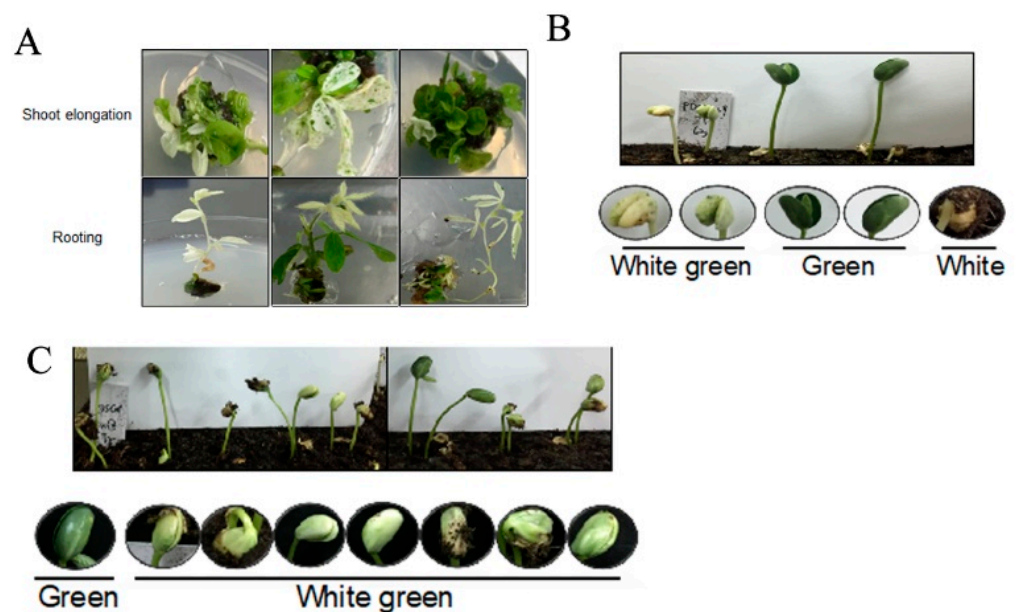 A
Shoot elongation
Rooting
B
White green
Green
White
C
Green
White green